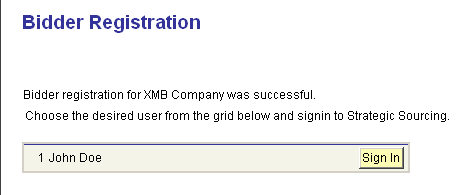 Bidder Registration
Bidder registration for XMB Company was successful.
Choose the desired user from the grid below and signin to Strategic Sourcing.
1 John Doe Sign In